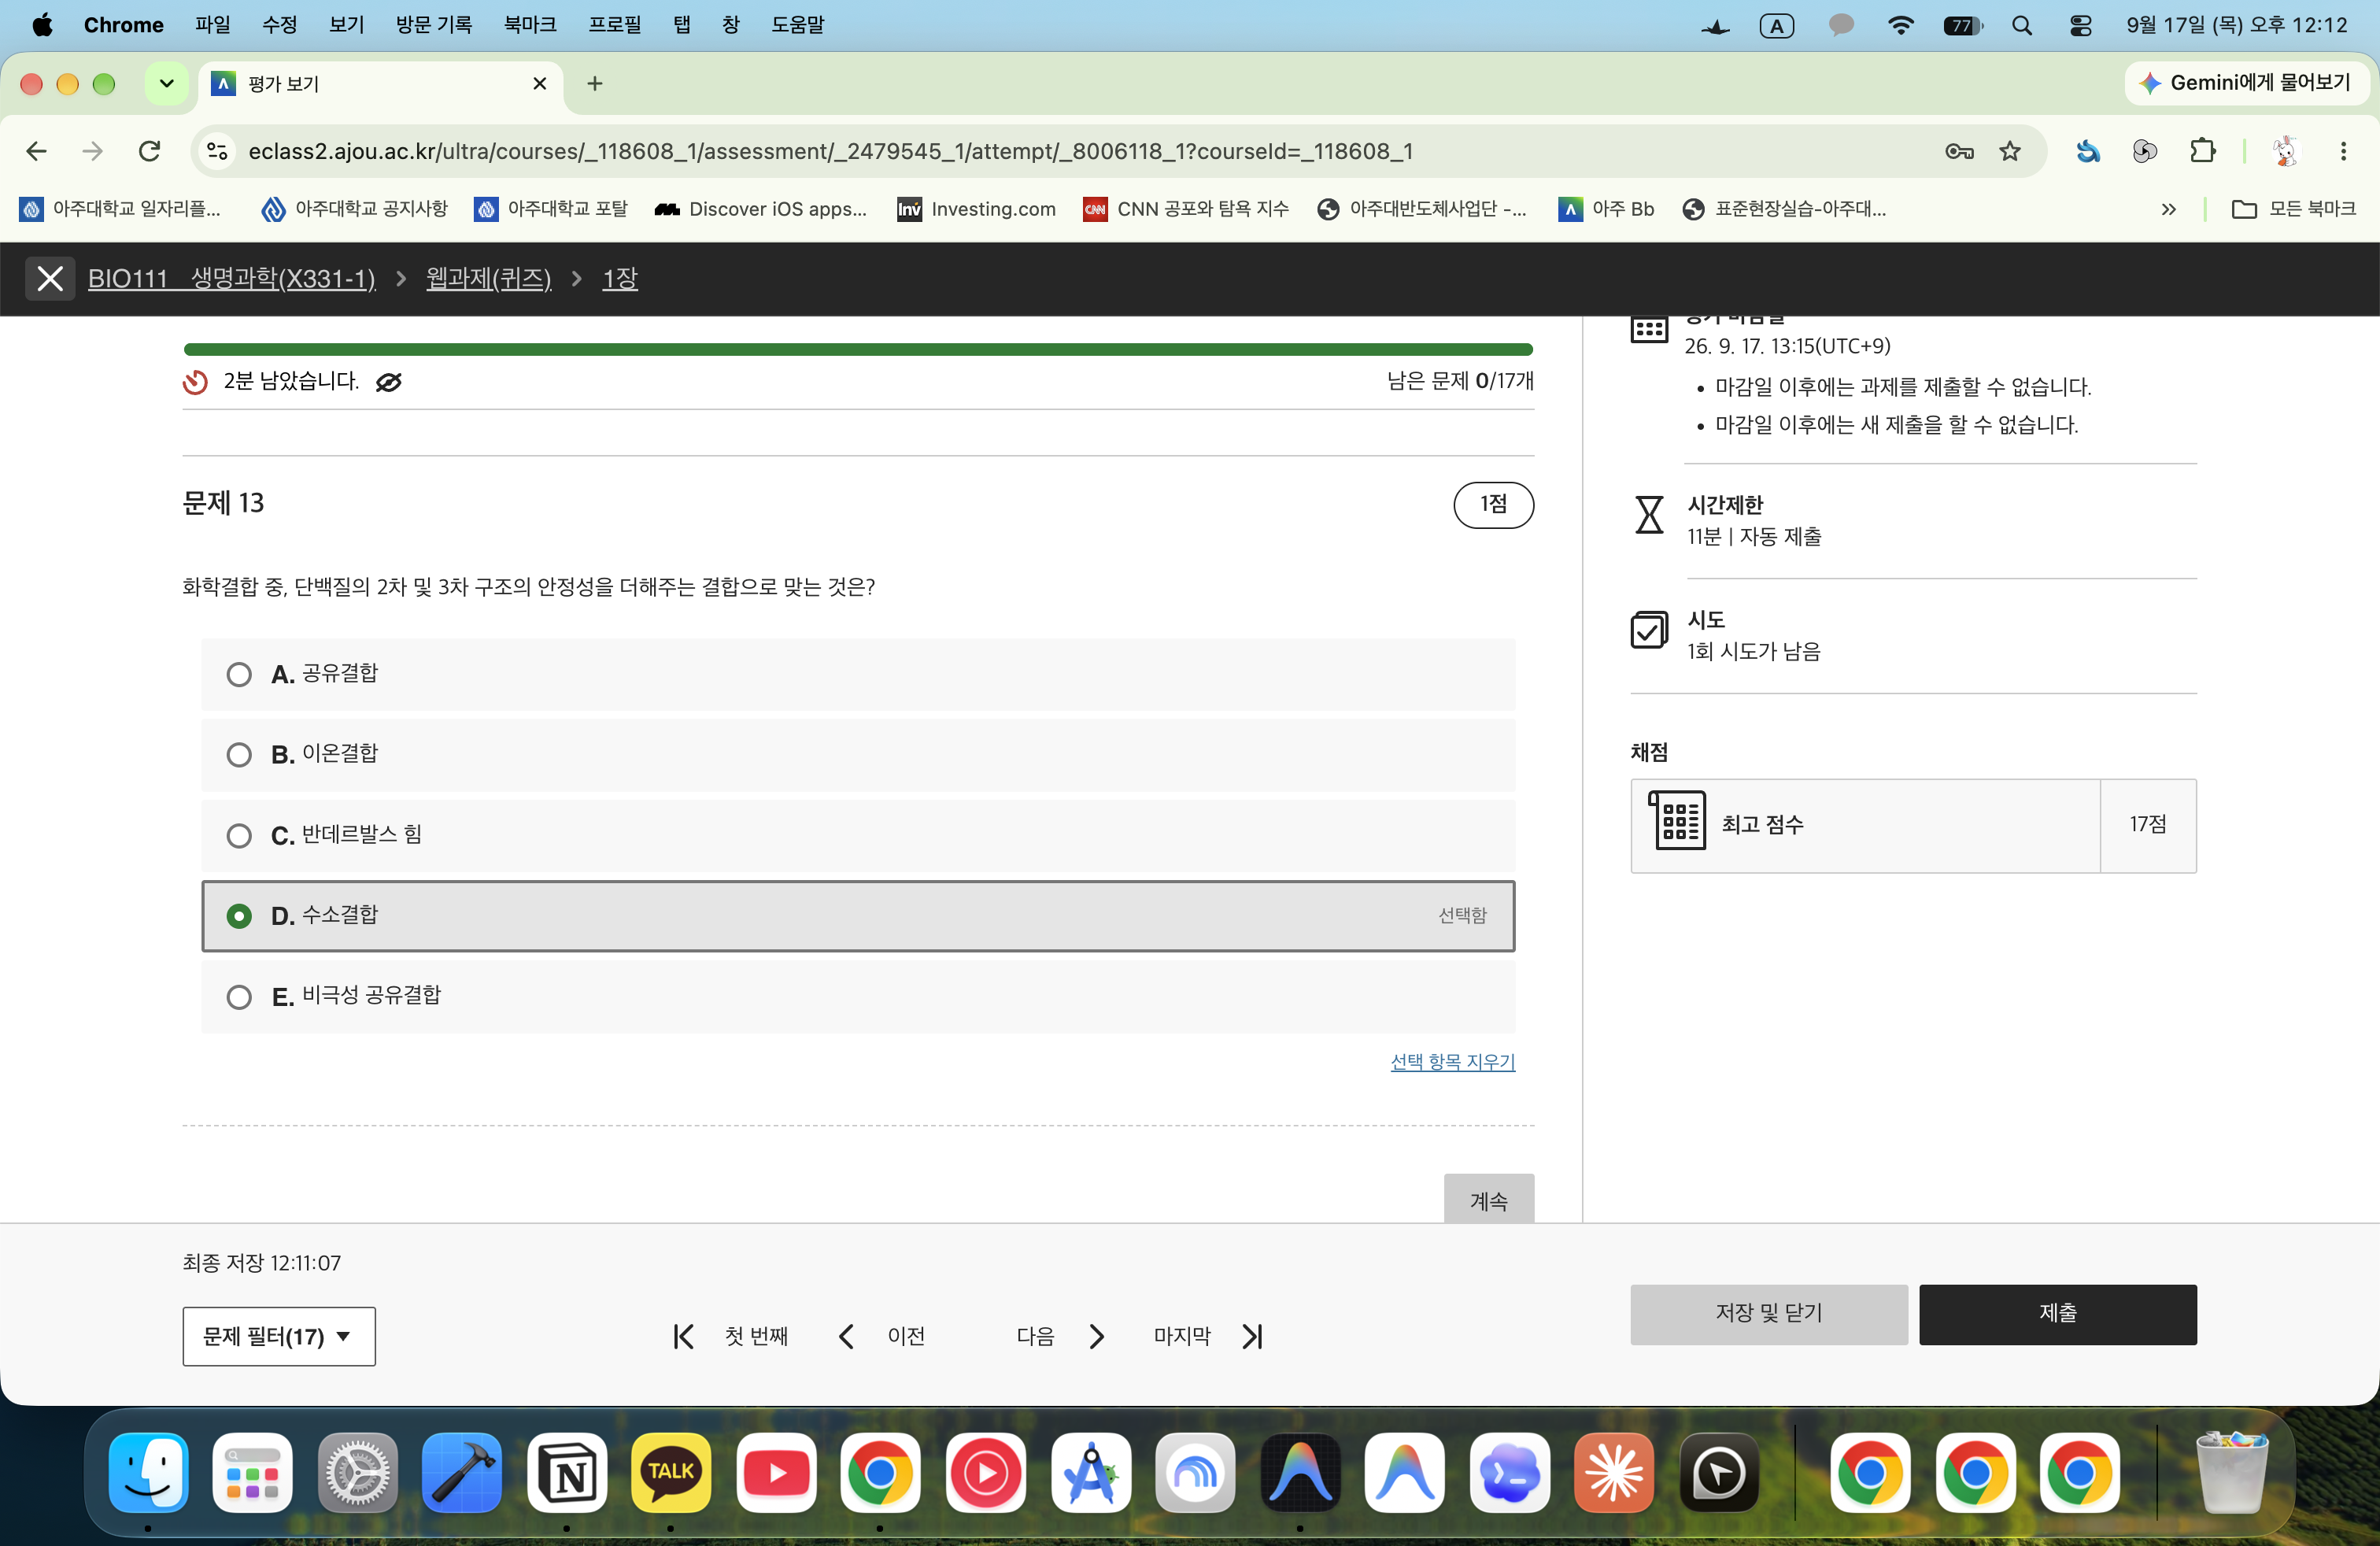 Chrome 파일 수정 보기 방문 기록 북마크 프로필 탭 창 도움말 A 77 9월 17일 (목) 오후 12:12
평가 보기 Gemini에게 물어보기
eclass2.ajou.ac.kr/ultra/courses/_118608_1/assessment/_2479545_1/attempt/_8006118_1?courseId=_118608_1
아주대학교 일자리플... 아주대학교 공지사항 아주대학교 포탈 Discover iOS apps... Inv Investing.com CNN CNN 공포와 탐욕 지수 아주대반도체사업단 -... 아주 Bb 표준현장실습-아주대... 모든 북마크
BIO111 생명과학(X331-1) 웹과제(퀴즈) 1장
2분 남았습니다. 남은 문제 0/17개
문제 13 1점
화학결합 중, 단백질의 2차 및 3차 구조의 안정성을 더해주는 결합으로 맞는 것은?
A. 공유결합
B. 이온결합
C. 반데르발스 힘
D. 수소결합 선택함
E. 비극성 공유결합
선택 항목 지우기
계속
26. 9. 17. 13:15(UTC+9)
• 마감일 이후에는 과제를 제출할 수 없습니다.
• 마감일 이후에는 새 제출을 할 수 없습니다.
시간제한
11분 | 자동 제출
시도
1회 시도가 남음
채점
최고 점수 17점
최종 저장 12:11:07
문제 필터(17) 첫 번째 이전 다음 마지막 저장 및 닫기 제출
TALK